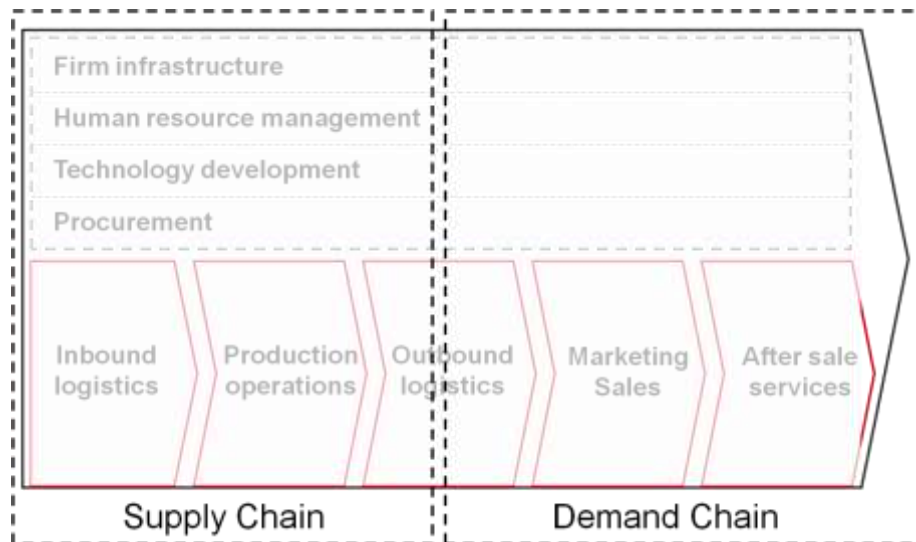 Firm infrastructure
Human resource management
Technology development
Procurement
Inbound
logistics
Production
operations
Outbound
logistics
Marketing
Sales
After sale
services
Supply Chain
Demand Chain